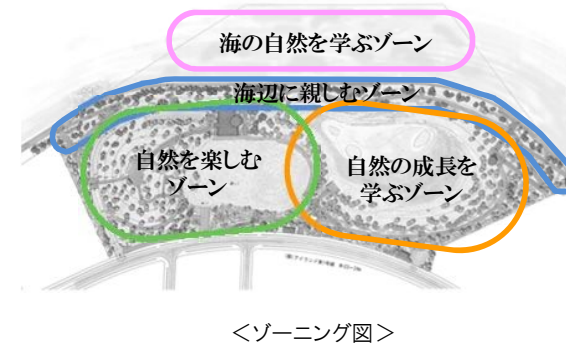 海の自然を学ぶゾーン
海辺に親しむゾーン
自然を楽しむ
ゾーン
自然の成長を
学ぶゾーン
＜ゾーニング図＞